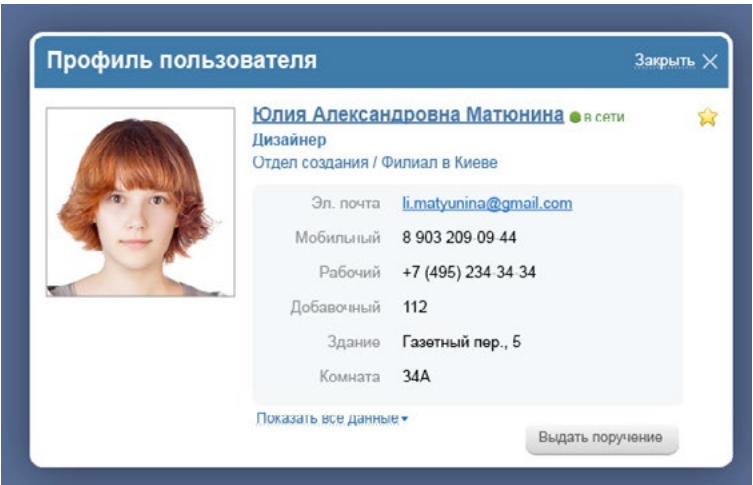 Профиль пользователя Закрыть
Юлия Александровна Матюнина в сети
Дизайнер
Отдел создания / Филиал в Киеве
Эл. почта li.matyunina@gmail.com
Мобильный 8 903 209-09-44
Рабочий +7 (495) 234-34-34
Добавочный 112
Здание Газетный пер., 5
Комната 34А
Показать все данные
Выдать поручение